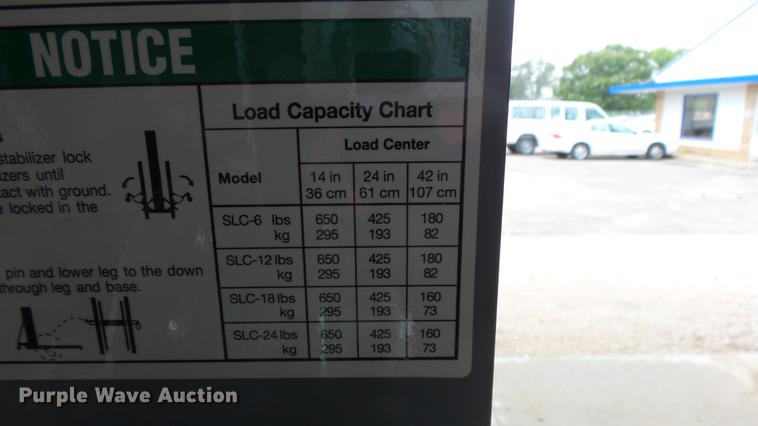 NOTICE
stabilizer lock
izers until
act with ground.
e locked in the
pin and lower leg to the down
through leg and base.
Load Capacity Chart
Load Center
Model
14 in 24 in 42 in
36 cm 61 cm 107 cm
SLC-6 lbs 650 425 180
kg 295 193 82
SLC-12 lbs 650 425 180
kg 295 193 82
SLC-18 lbs 650 425 160
kg 295 193 73
SLC-24 lbs 650 425 160
kg 295 193 73
Purple Wave Auction